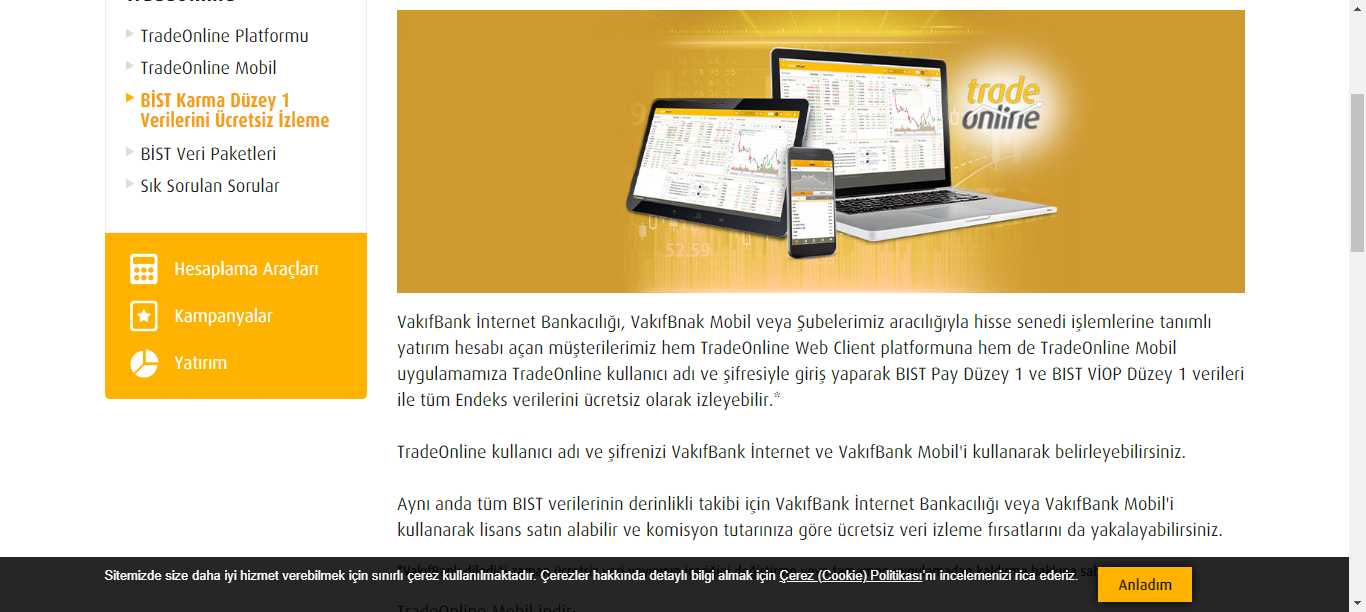 TradeOnline Platformu
TradeOnline Mobil
BİST Karma Düzey 1
Verilerini Ücretsiz İzleme
BİST Veri Paketleri
Sık Sorulan Sorular
Hesaplama Araçları
Kampanyalar
Yatırım
trade
online
52.59
VakıfBank İnternet Bankacılığı, VakıfBnak Mobil veya Şubelerimiz aracılığıyla hisse senedi işlemlerine tanımlı
yatırım hesabı açan müşterilerimiz hem TradeOnline Web Client platformuna hem de TradeOnline Mobil
uygulamamıza TradeOnline kullanıcı adı ve şifresiyle giriş yaparak BIST Pay Düzey 1 ve BIST VİOP Düzey 1 verileri
ile tüm Endeks verilerini ücretsiz olarak izleyebilir.*
TradeOnline kullanıcı adı ve şifrenizi VakıfBank İnternet ve VakıfBank Mobil'i kullanarak belirleyebilirsiniz.
Aynı anda tüm BIST verilerinin derinlikli takibi için VakıfBank İnternet Bankacılığı veya VakıfBank Mobil'i
kullanarak lisans satın alabilir ve komisyon tutarınıza göre ücretsiz veri izleme fırsatlarını da yakalayabilirsiniz.
Sitemizde size daha iyi hizmet verebilmek için sınırlı çerez kullanılmaktadır. Çerezler hakkında detaylı bilgi almak için Çerez (Cookie) Politikası'nı incelemenizi rica ederiz.
Anladım
TradeOnline Mobil indir: